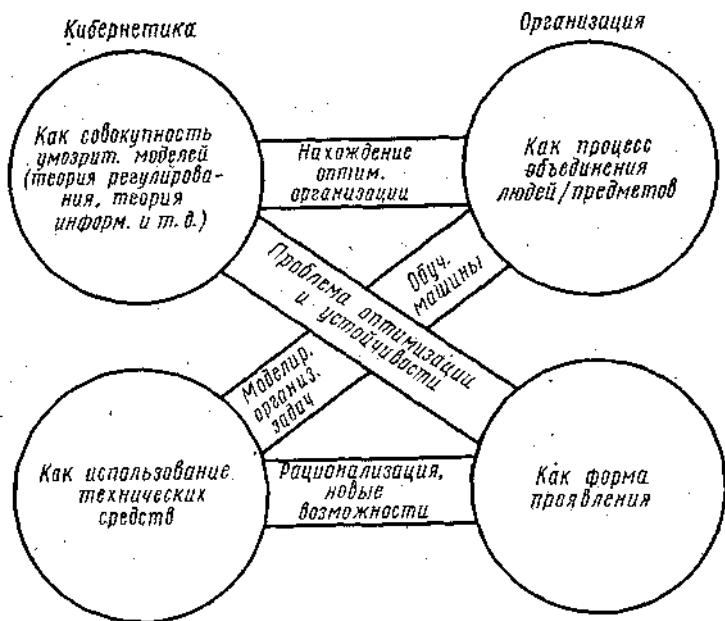 Кибернетика
Организация
Как совокупность
умозрит. моделей
(теория регулирова-
ния, теория
информ. и т. д.)
Нахождение
оптим.
организации
Как процесс
объединения
людей/предметов
Обуч.
машины
Проблема оптимизации
и устойчивости
Моделир.
организ.
задач
Как использование
технических
средств
Рационализация,
новые
возможности
Как форма
проявления